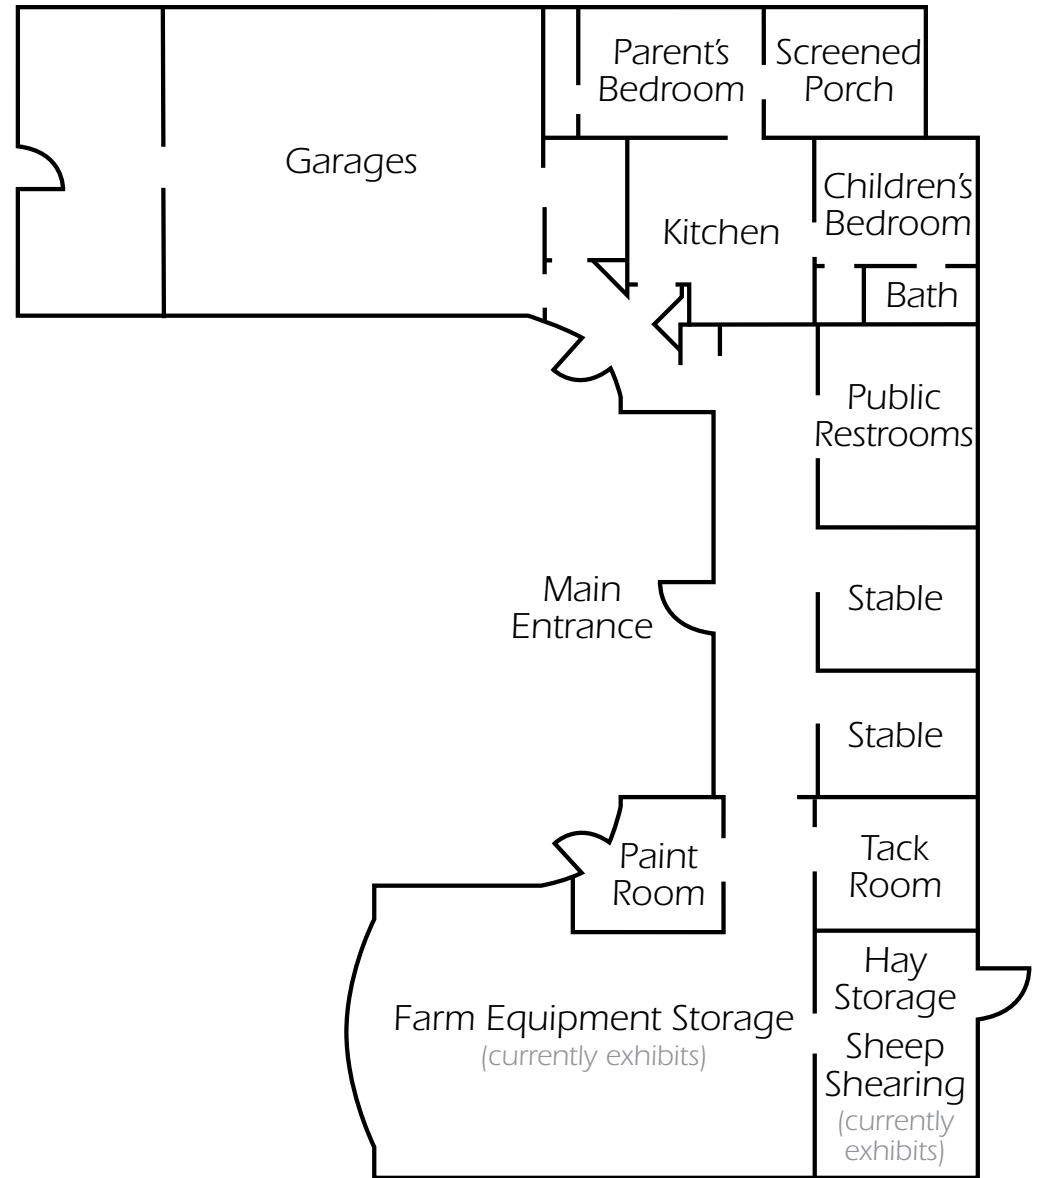 Parent's
Bedroom
Screened
Porch
Garages
Children's
Bedroom
Kitchen
Bath
Public
Restrooms
Main
Entrance
Stable
Stable
Paint
Room
Tack
Room
Hay
Storage
Farm Equipment Storage
(currently exhibits)
Sheep
Shearing
(currently
exhibits)